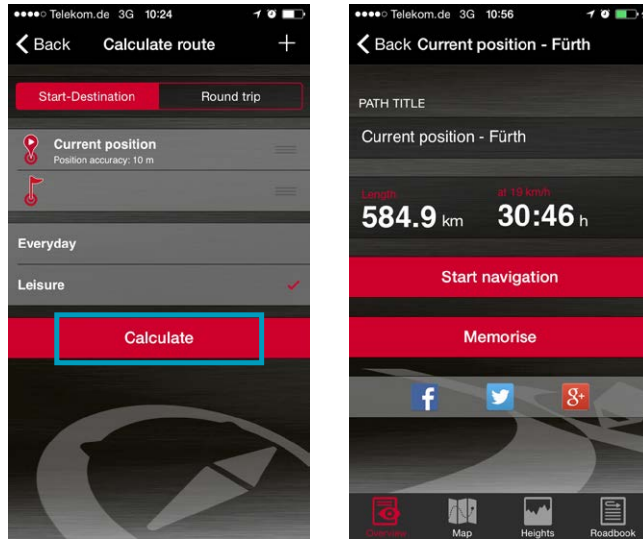 Telekom.de 3G 10:24
Back Calculate route +
Start-Destination Round trip
Current position
Position accuracy: 10 m
Everyday
Leisure
Calculate
Telekom.de 3G 10:56
Back Current position - Fürth
PATH TITLE
Current position - Fürth
Length at 19 km/h
584.9 km 30:46 h
Start navigation
Memorise
f 8+
Overview Map Heights Roadbook